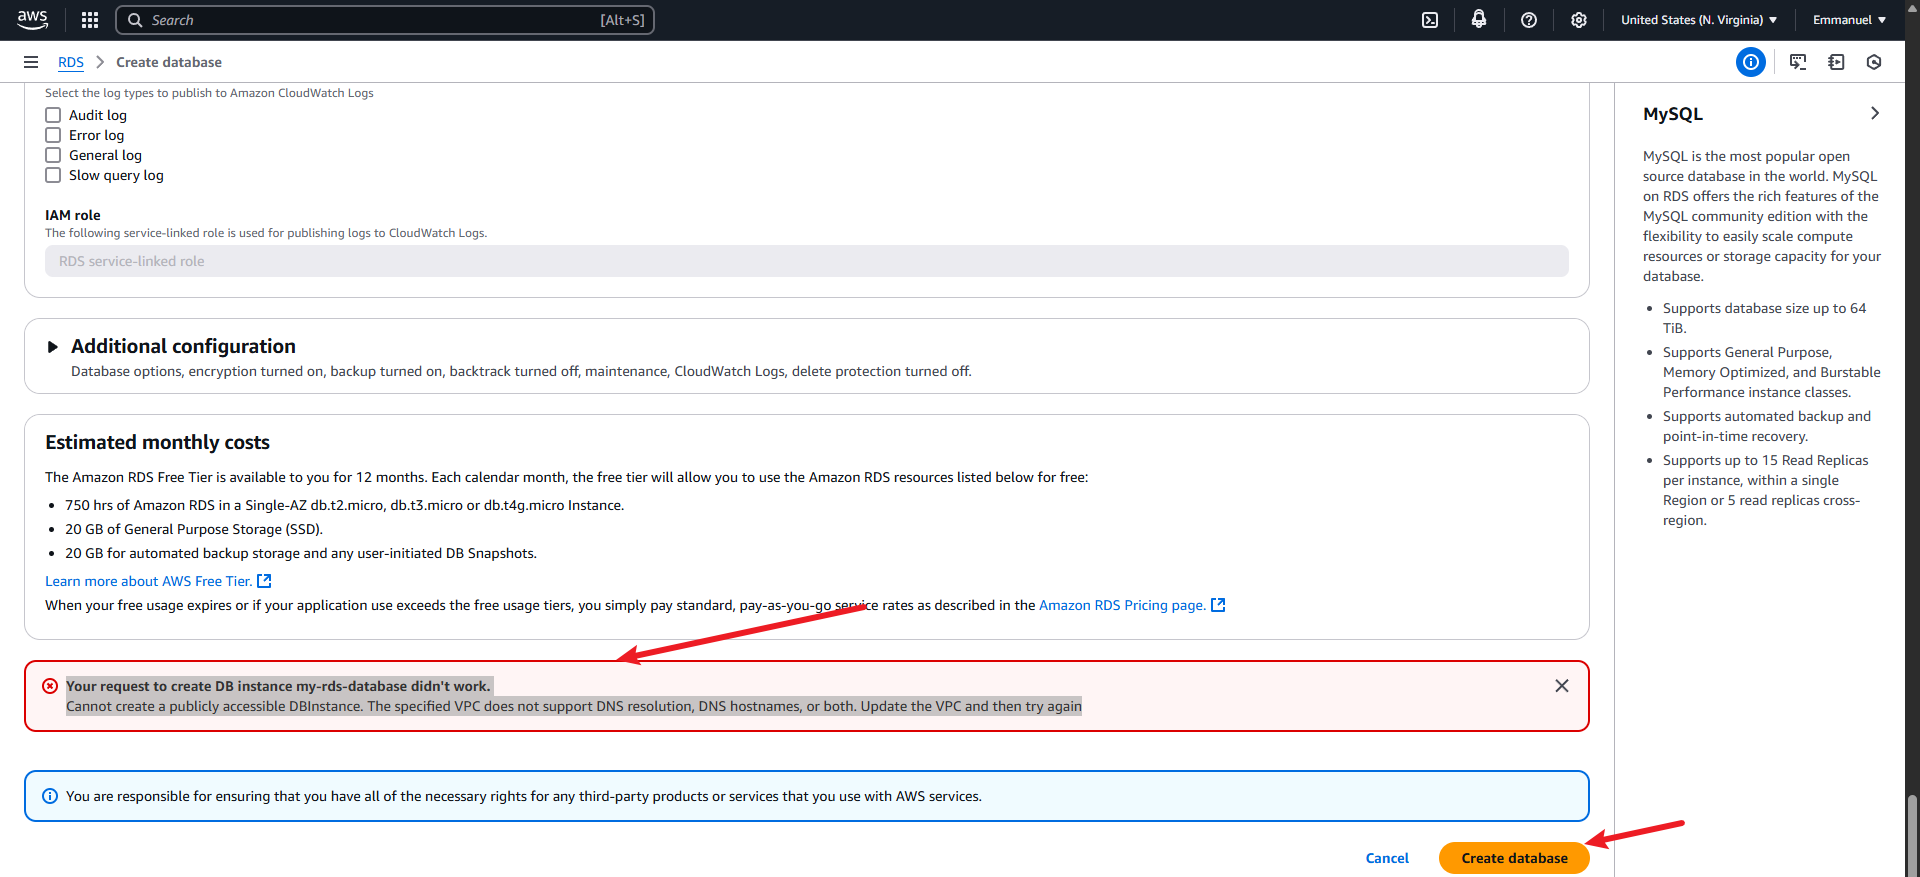 aws
Search
[Alt+S]
United States (N. Virginia)
Emmanuel
RDS
Create database
Select the log types to publish to Amazon CloudWatch Logs
Audit log
Error log
General log
Slow query log
IAM role
The following service-linked role is used for publishing logs to CloudWatch Logs.
RDS service-linked role
Additional configuration
Database options, encryption turned on, backup turned on, backtrack turned off, maintenance, CloudWatch Logs, delete protection turned off.
Estimated monthly costs
The Amazon RDS Free Tier is available to you for 12 months. Each calendar month, the free tier will allow you to use the Amazon RDS resources listed below for free:
750 hrs of Amazon RDS in a Single-AZ db.t2.micro, db.t3.micro or db.t4g.micro Instance.
20 GB of General Purpose Storage (SSD).
20 GB for automated backup storage and any user-initiated DB Snapshots.
Learn more about AWS Free Tier.
When your free usage expires or if your application use exceeds the free usage tiers, you simply pay standard, pay-as-you-go service rates as described in the Amazon RDS Pricing page.
Your request to create DB instance my-rds-database didn't work.
Cannot create a publicly accessible DBInstance. The specified VPC does not support DNS resolution, DNS hostnames, or both. Update the VPC and then try again
You are responsible for ensuring that you have all of the necessary rights for any third-party products or services that you use with AWS services.
Cancel
Create database
MySQL
MySQL is the most popular open
source database in the world. MySQL
on RDS offers the rich features of the
MySQL community edition with the
flexibility to easily scale compute
resources or storage capacity for your
database.
Supports database size up to 64
TiB.
Supports General Purpose,
Memory Optimized, and Burstable
Performance instance classes.
Supports automated backup and
point-in-time recovery.
Supports up to 15 Read Replicas
per instance, within a single
Region or 5 read replicas cross-
region.